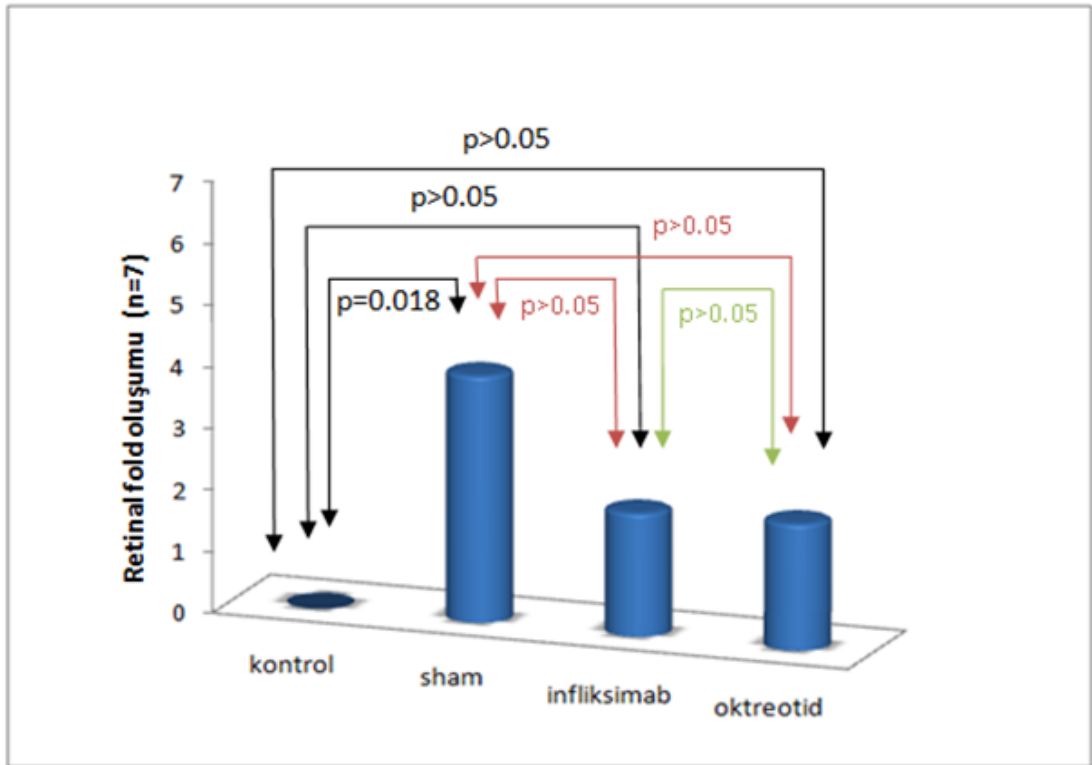 p>0.05
p>0.05
p>0.05
p=0.018
p>0.05
p>0.05
Retinal fold oluşumu (n=7)
7
6
5
4
3
2
1
0
kontrol
sham
infliksimab
oktreotid